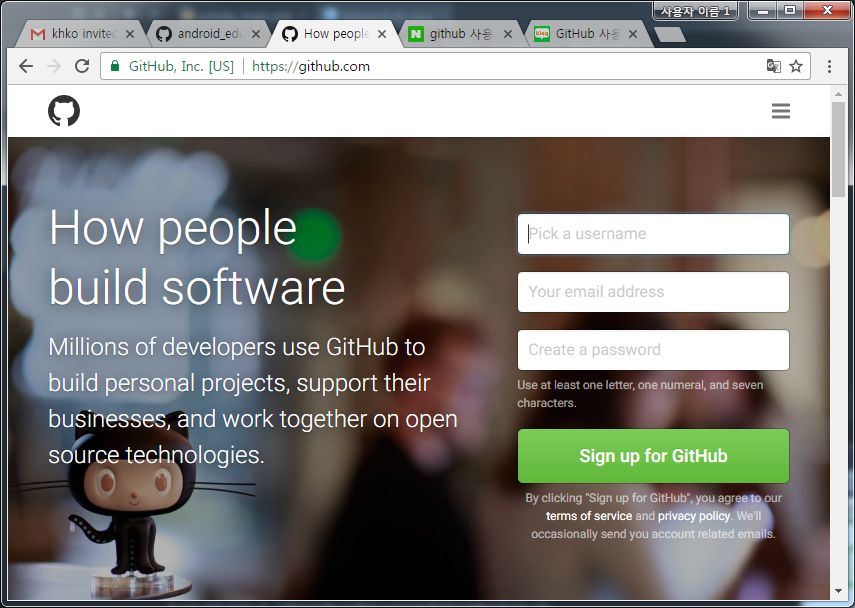 사용자 이름 1
khko invited
android_edu
How people
github 사용
GitHub 사용
GitHub, Inc. [US]
https://github.com
How people
build software
Millions of developers use GitHub to
build personal projects, support their
businesses, and work together on open
source technologies.
Pick a username
Your email address
Create a password
Use at least one letter, one numeral, and seven
characters.
Sign up for GitHub
By clicking "Sign up for GitHub", you agree to our
terms of service and privacy policy. We'll
occasionally send you account related emails.